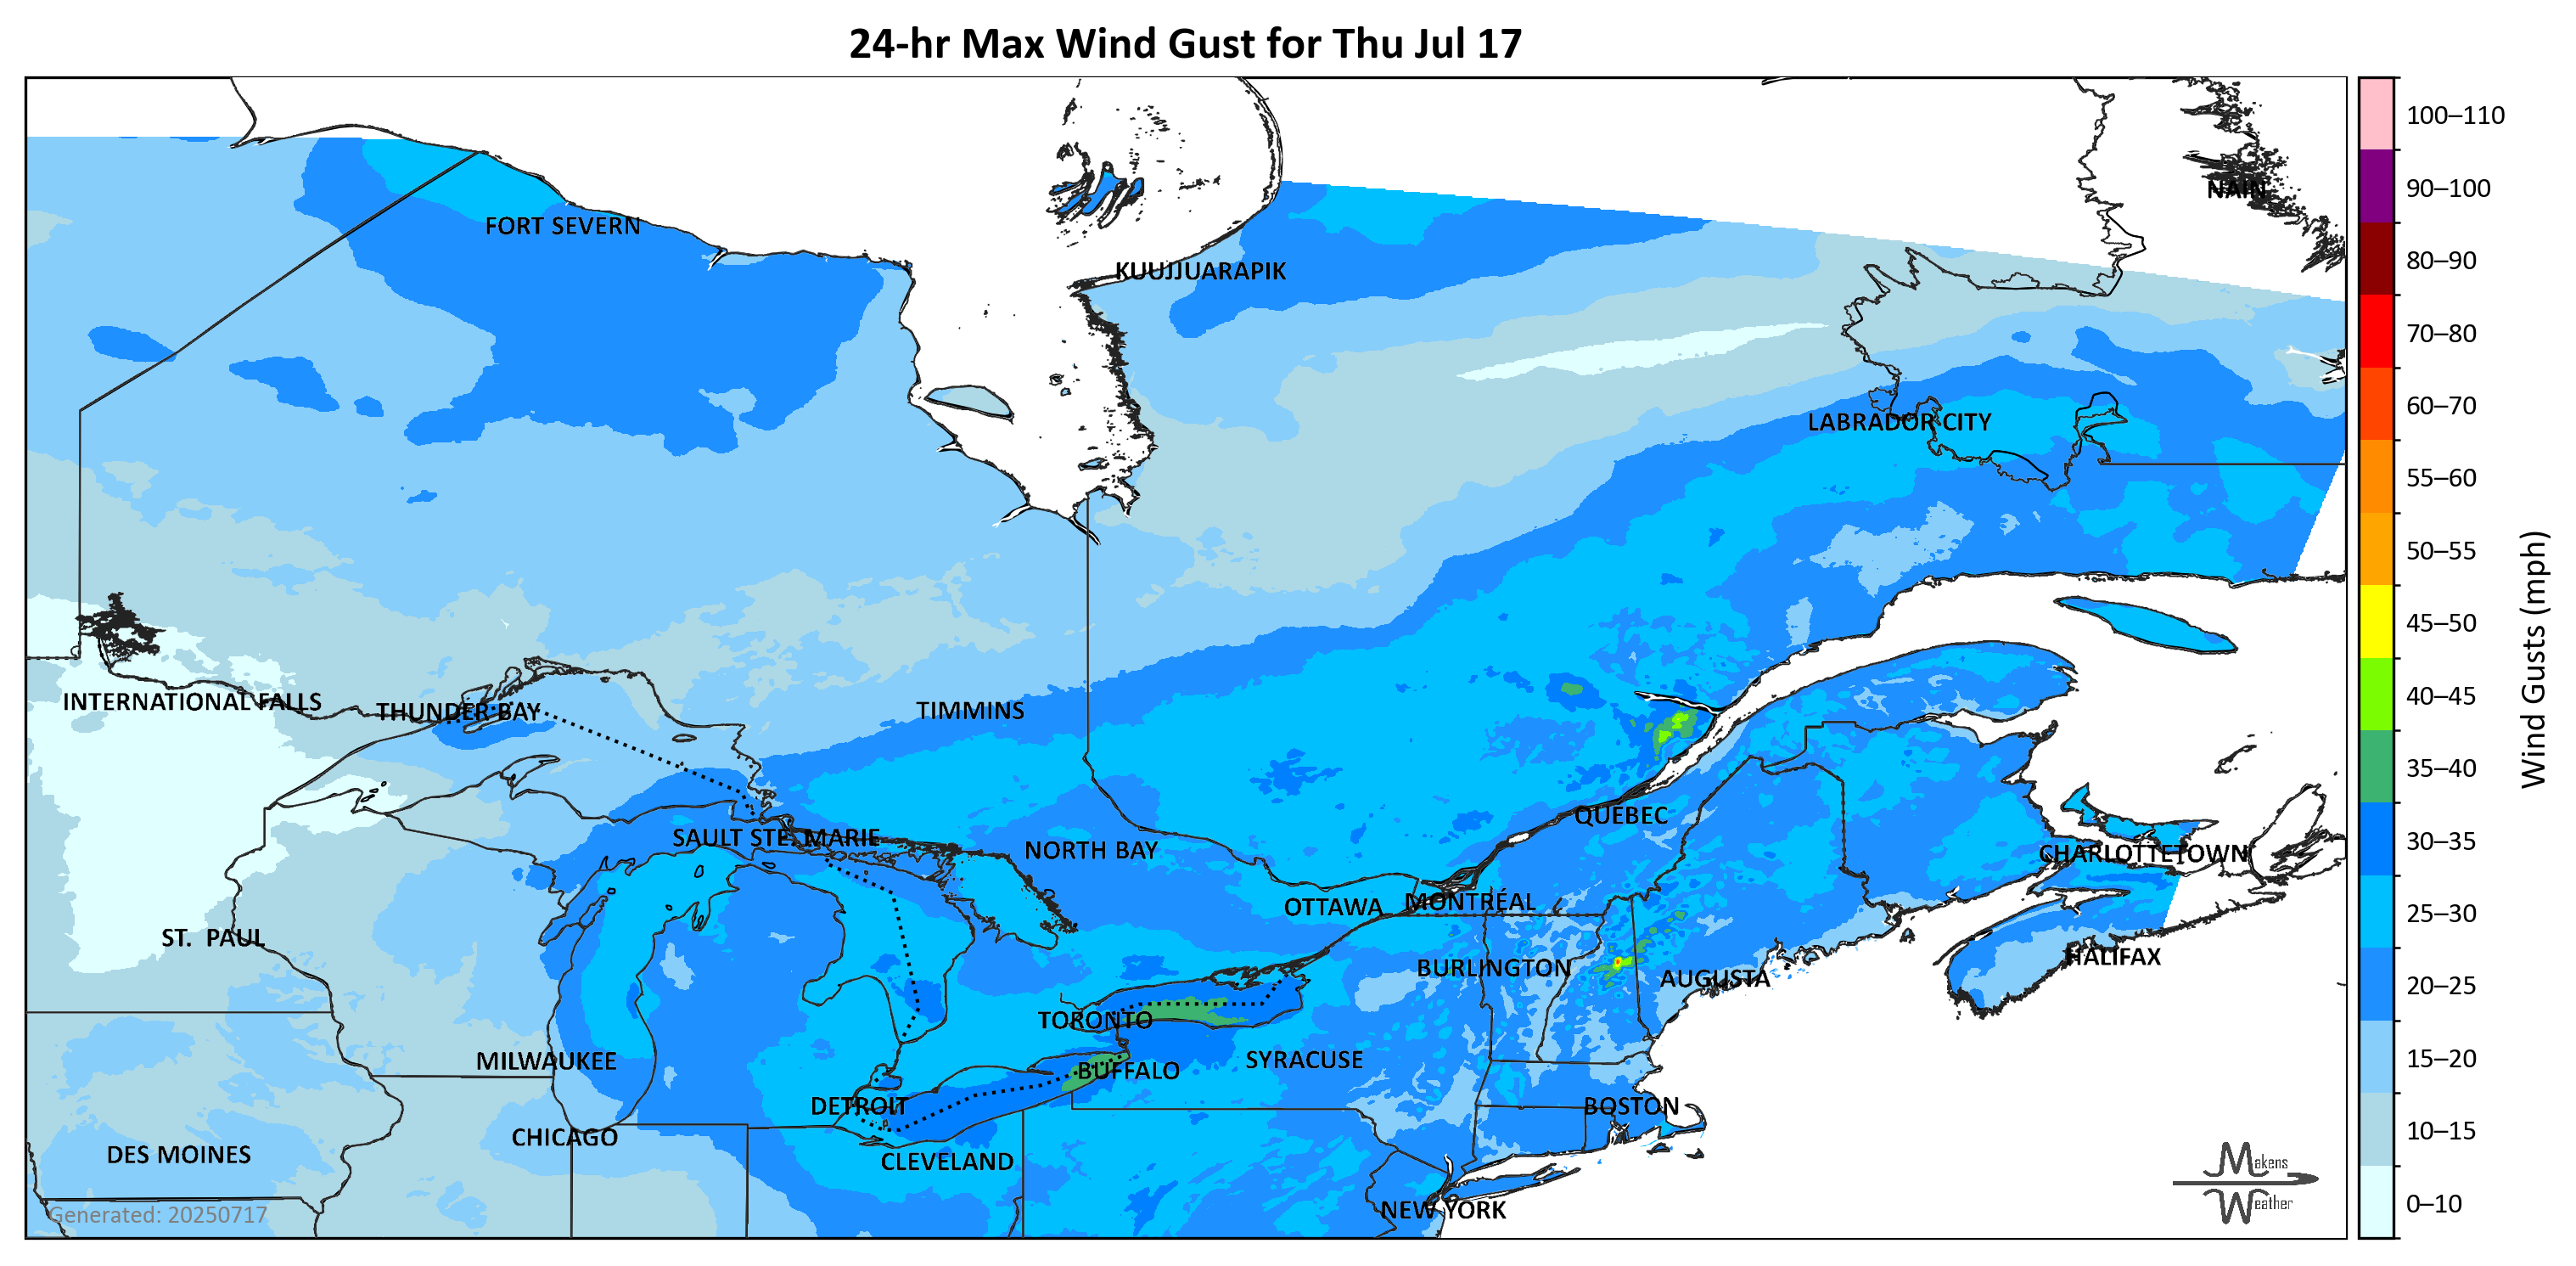 24-hr Max Wind Gust for Thu Jul 17
NAIN
FORT SEVERN
KUUJJUARAPIK
LABRADOR CITY
INTERNATIONAL FALLS
THUNDER BAY
TIMMINS
QUEBEC
SAULT STE. MARIE
NORTH BAY
CHARLOTTETOWN
OTTAWA
MONTRÉAL
ST. PAUL
HALIFAX
BURLINGTON
AUGUSTA
TORONTO
MILWAUKEE
BUFFALO
SYRACUSE
DETROIT
BOSTON
CHICAGO
DES MOINES
CLEVELAND
NEW YORK
Generated: 20250717
Makens
Weather
100–110
90–100
80–90
70–80
60–70
55–60
50–55
45–50
40–45
35–40
30–35
25–30
20–25
15–20
10–15
0–10
Wind Gusts (mph)